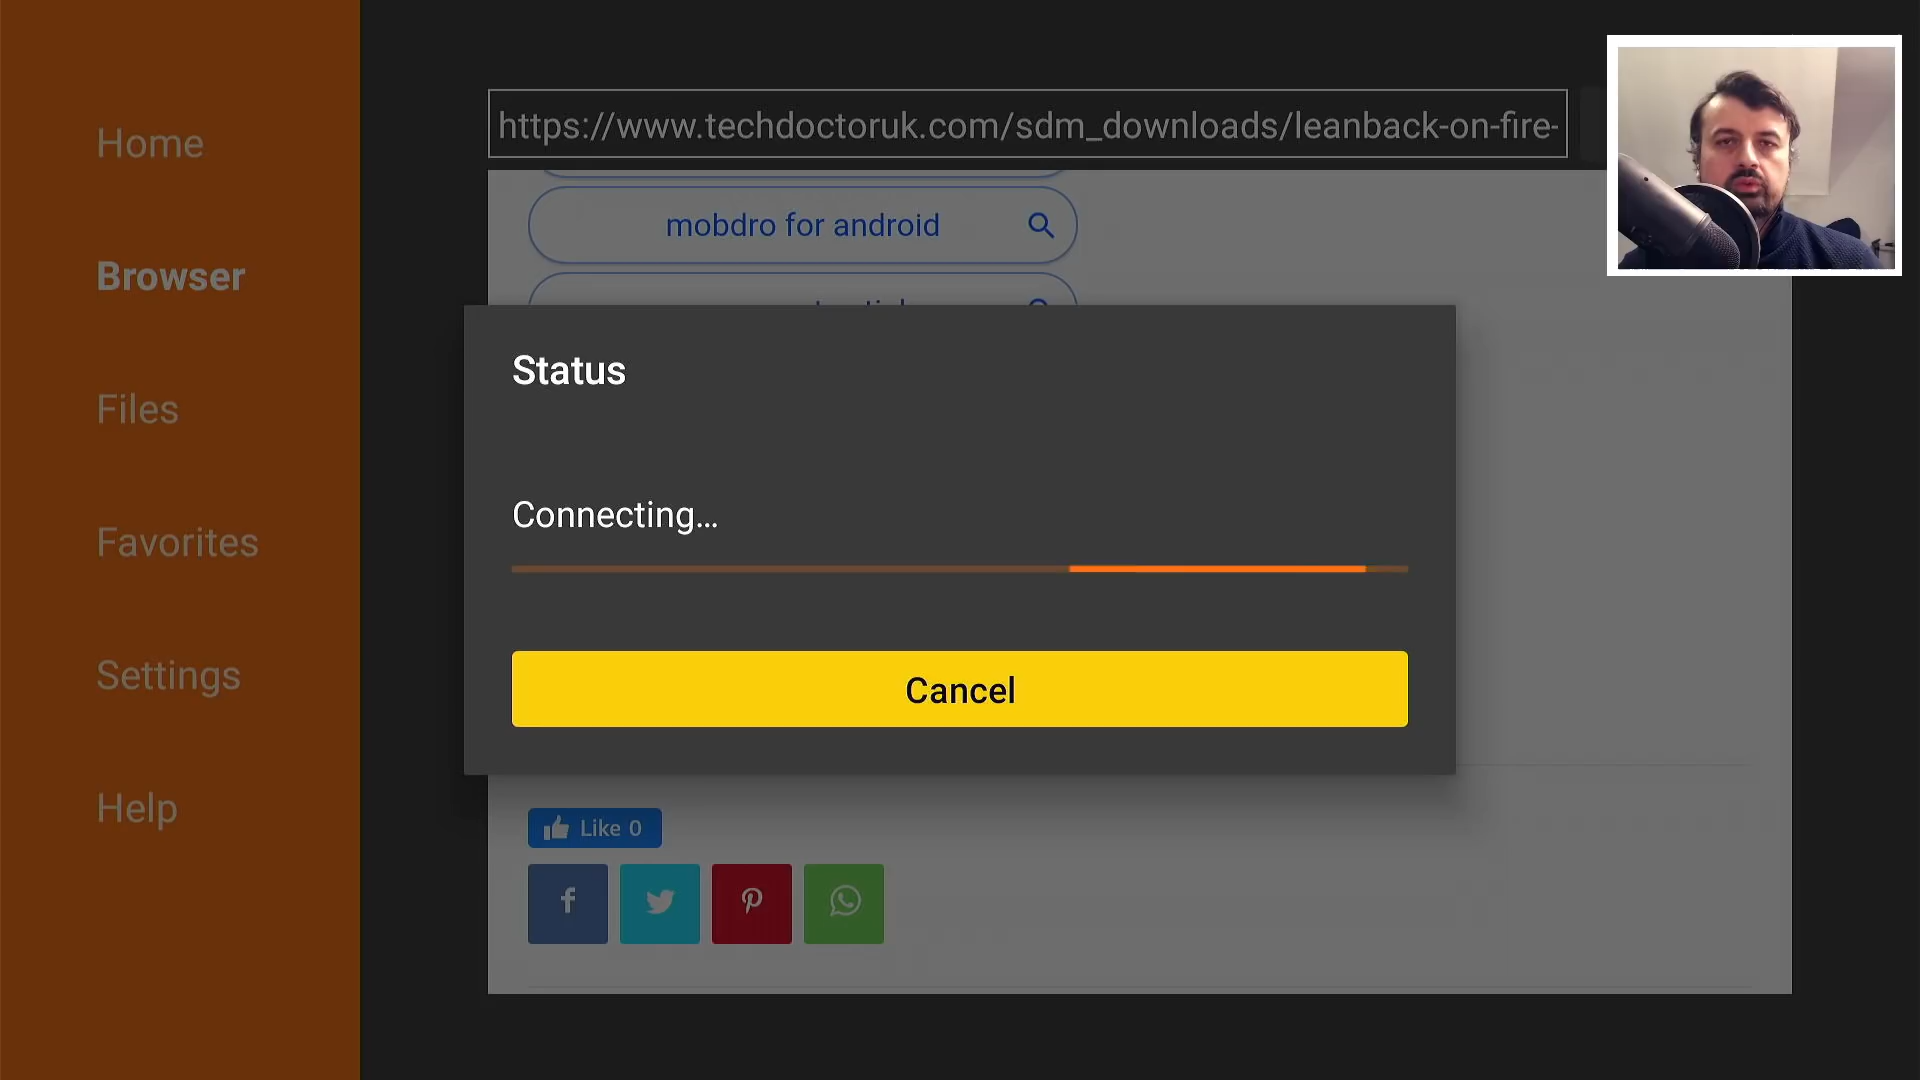 Home
Browser
Files
Favorites
Settings
Help
https://www.techdoctoruk.com/sdm_downloads/leanback-on-fire-
mobdro for android
Status
Connecting...
Cancel
Like 0